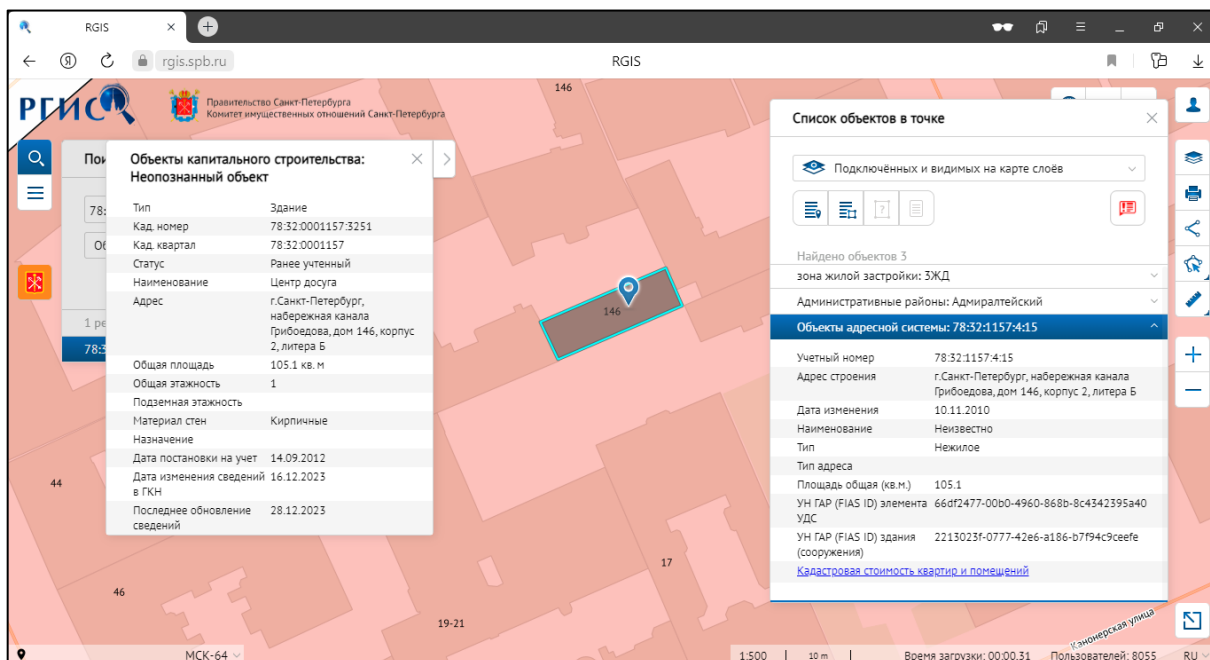 RGIS
rgis.spb.ru
RGIS
РГИС
Правительство Санкт-Петербурга
Комитет имущественных отношений Санкт-Петербурга
146
Пои
78:
Об
1 ре
78:3
Объекты капитального строительства:
Неопознанный объект
Тип Здание
Кад. номер 78:32:0001157:3251
Кад. квартал 78:32:0001157
Статус Ранее учтенный
Наименование Центр досуга
Адрес г.Санкт-Петербург,
набережная канала
Грибоедова, дом 146, корпус
2, литера Б
Общая площадь 105.1 кв. м
Общая этажность 1
Подземная этажность
Материал стен Кирпичные
Назначение
Дата постановки на учет 14.09.2012
Дата изменения сведений 16.12.2023
в ГКН
Последнее обновление 28.12.2023
сведений
146
44
46
19-21
17
Канонерская улица
Список объектов в точке
Подключённых и видимых на карте слоёв
Найдено объектов 3
зона жилой застройки: 3ЖД
Административные районы: Адмиралтейский
Объекты адресной системы: 78:32:1157:4:15
Учетный номер 78:32:1157:4:15
Адрес строения г.Санкт-Петербург, набережная канала
Грибоедова, дом 146, корпус 2, литера Б
Дата изменения 10.11.2010
Наименование Неизвестно
Тип Нежилое
Тип адреса
Площадь общая (кв.м.) 105.1
УН ГАР (FIAS ID) элемента 66df2477-00b0-4960-868b-8c4342395a40
УДС
УН ГАР (FIAS ID) здания 2213023f-0777-42e6-a186-b7f94c9ceefe
(сооружения)
Кадастровая стоимость квартир и помещений
МСК-64
1:500
10 m
Время загрузки: 00:00.31
Пользователей: 8055
RU